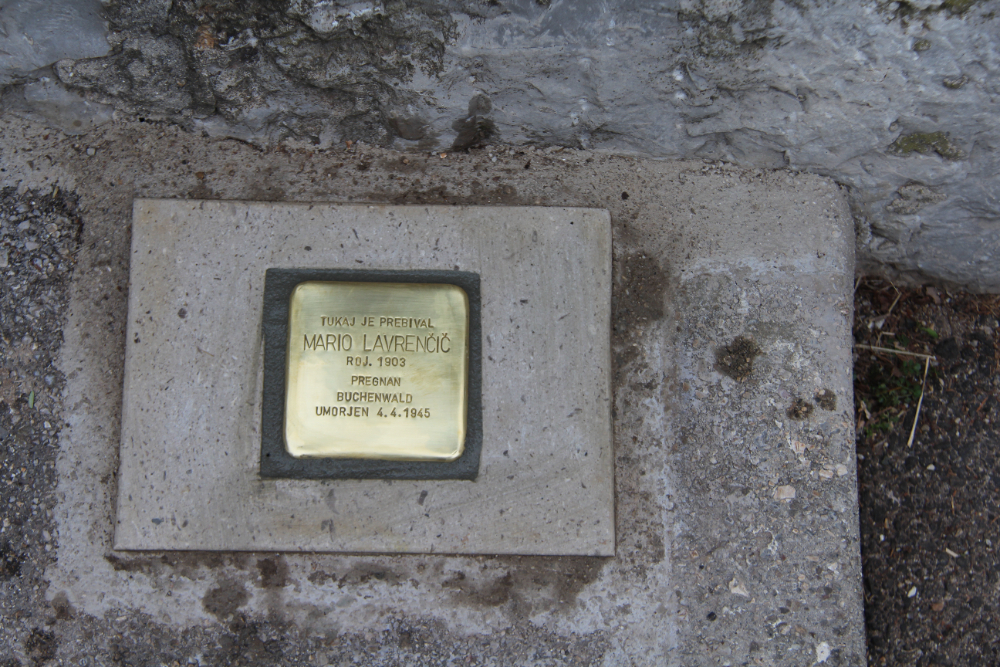 TUKAJ JE PREBIVAL
MARIO LAVRENČIČ
ROJ. 1903
PREGNAN
BUCHENWALD
UMORJEN 4.4.1945